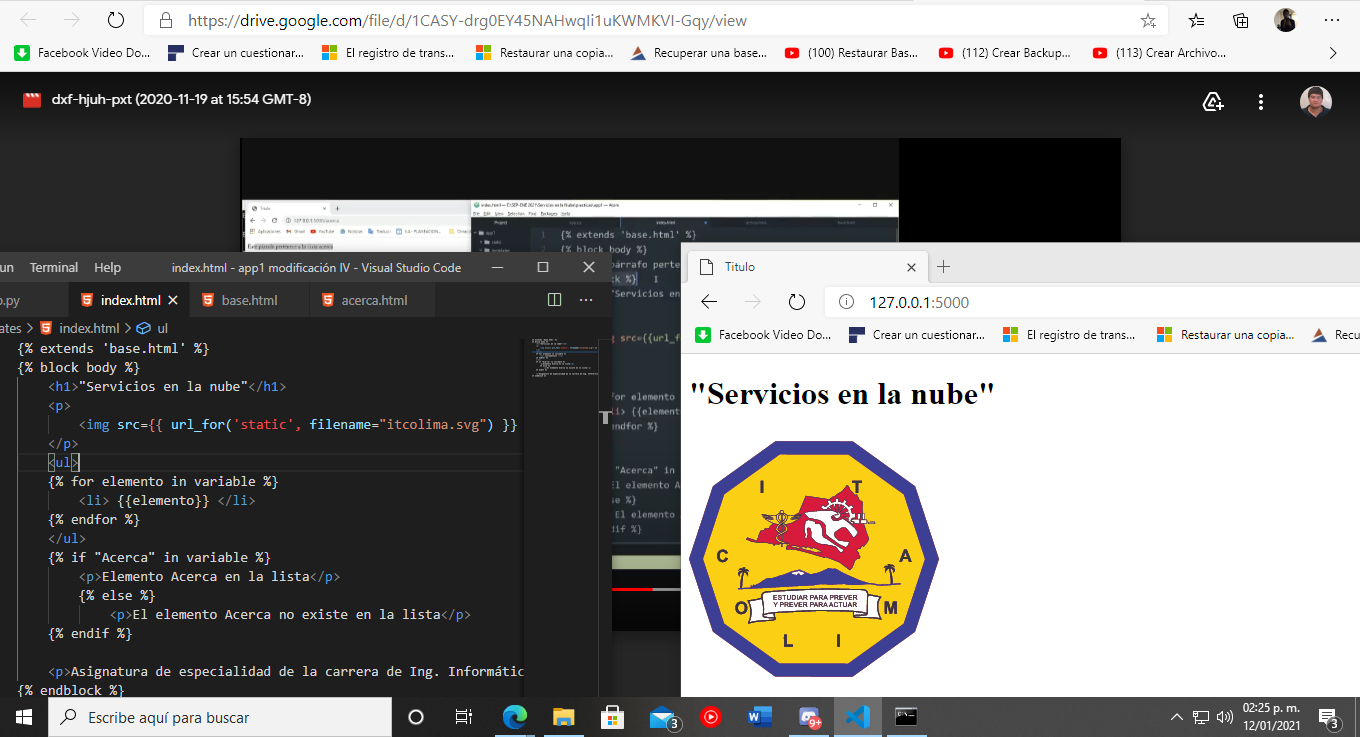 https://drive.google.com/file/d/1CASY-drg0EY45NAHwqIi1uKWMKVI-Gqy/view
Facebook Video Do... Crear un cuestionar... El registro de trans... Restaurar una copia... Recuperar una base... (100) Restaurar Bas... (112) Crear Backup... (113) Crear Archivo...
dxf-hjuh-pxt (2020-11-19 at 15:54 GMT-8)
Titulo
{% extends 'base.html' %}
{% block body %}
un Terminal Help index.html - app1 modificación IV - Visual Studio Code
.py index.html base.html acerca.html
ates > index.html > ul
{% extends 'base.html' %}
{% block body %}
<h1>"Servicios en la nube"</h1>
<p>
<img src={{ url_for('static', filename="itcolima.svg") }}
</p>
<ul>
{% for elemento in variable %}
<li> {{elemento}} </li>
{% endfor %}
</ul>
{% if "Acerca" in variable %}
<p>Elemento Acerca en la lista</p>
{% else %}
<p>El elemento Acerca no existe en la lista</p>
{% endif %}
<p>Asignatura de especialidad de la carrera de Ing. Informátic
{% endblock %}
Titulo
127.0.0.1:5000
Facebook Video Do... Crear un cuestionar... El registro de trans... Restaurar una copia... Recu
"Servicios en la nube"
I T
C A
ESTUDIAR PARA PREVER
Y PREVER PARA ACTUAR
O M
L I
Escribe aquí para buscar
3
9+
02:25 p. m.
12/01/2021
3